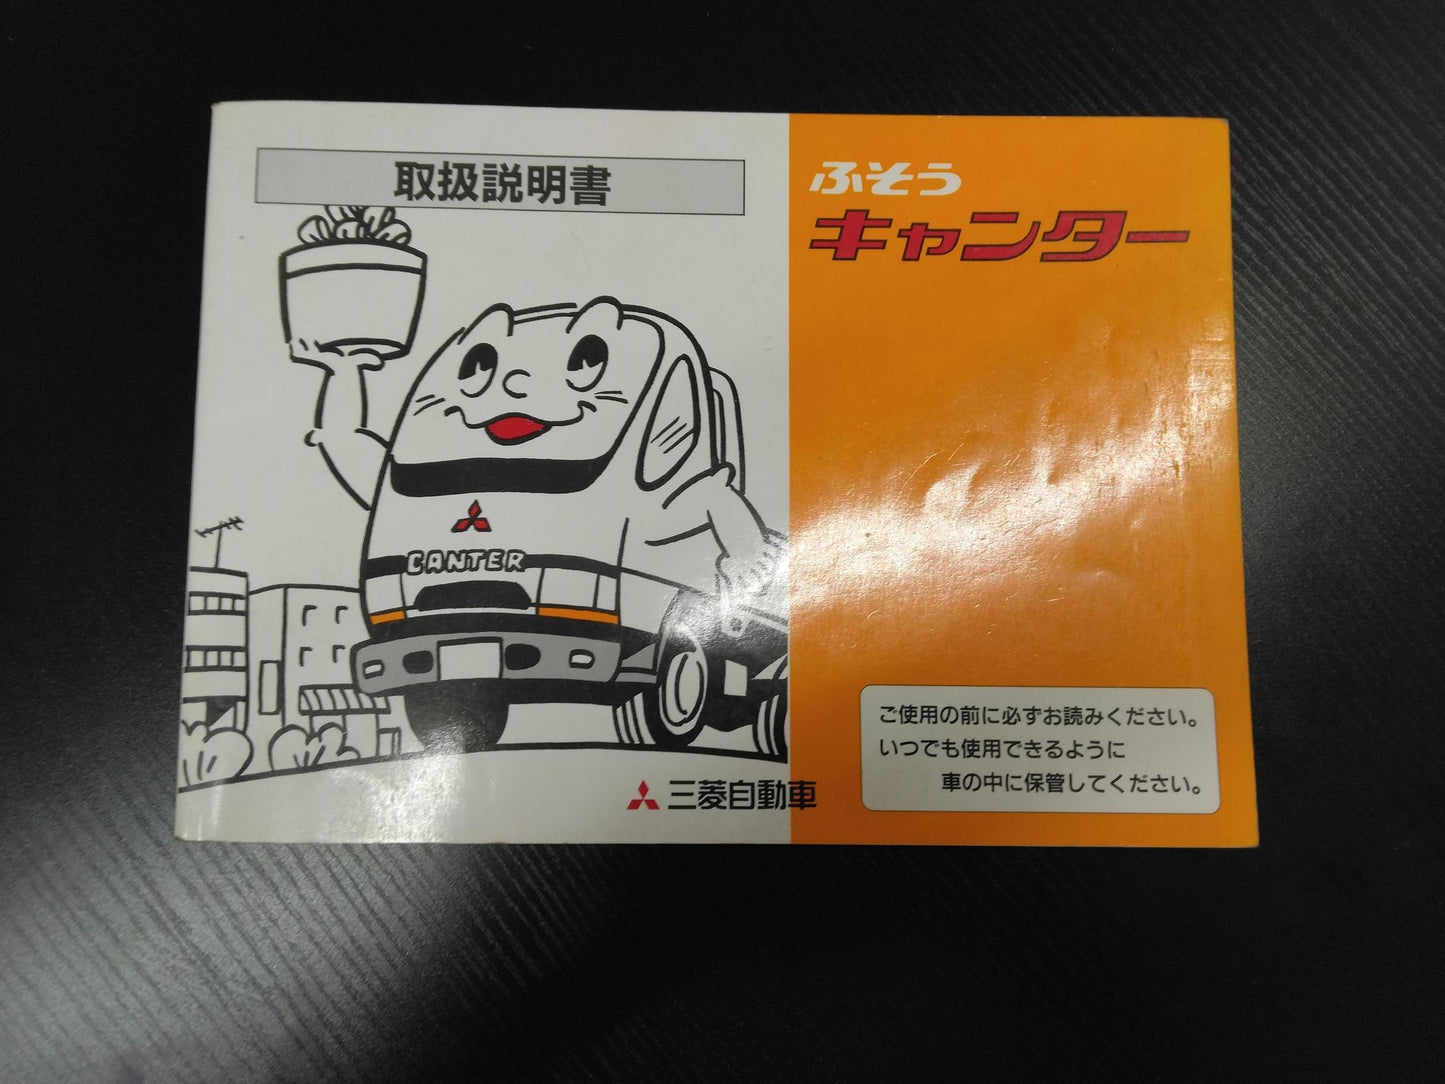 取扱説明書
ふそう
キャンター
CANTER
ご使用の前に必ずお読みください。
いつでも使用できるように
車の中に保管してください。
三菱自動車